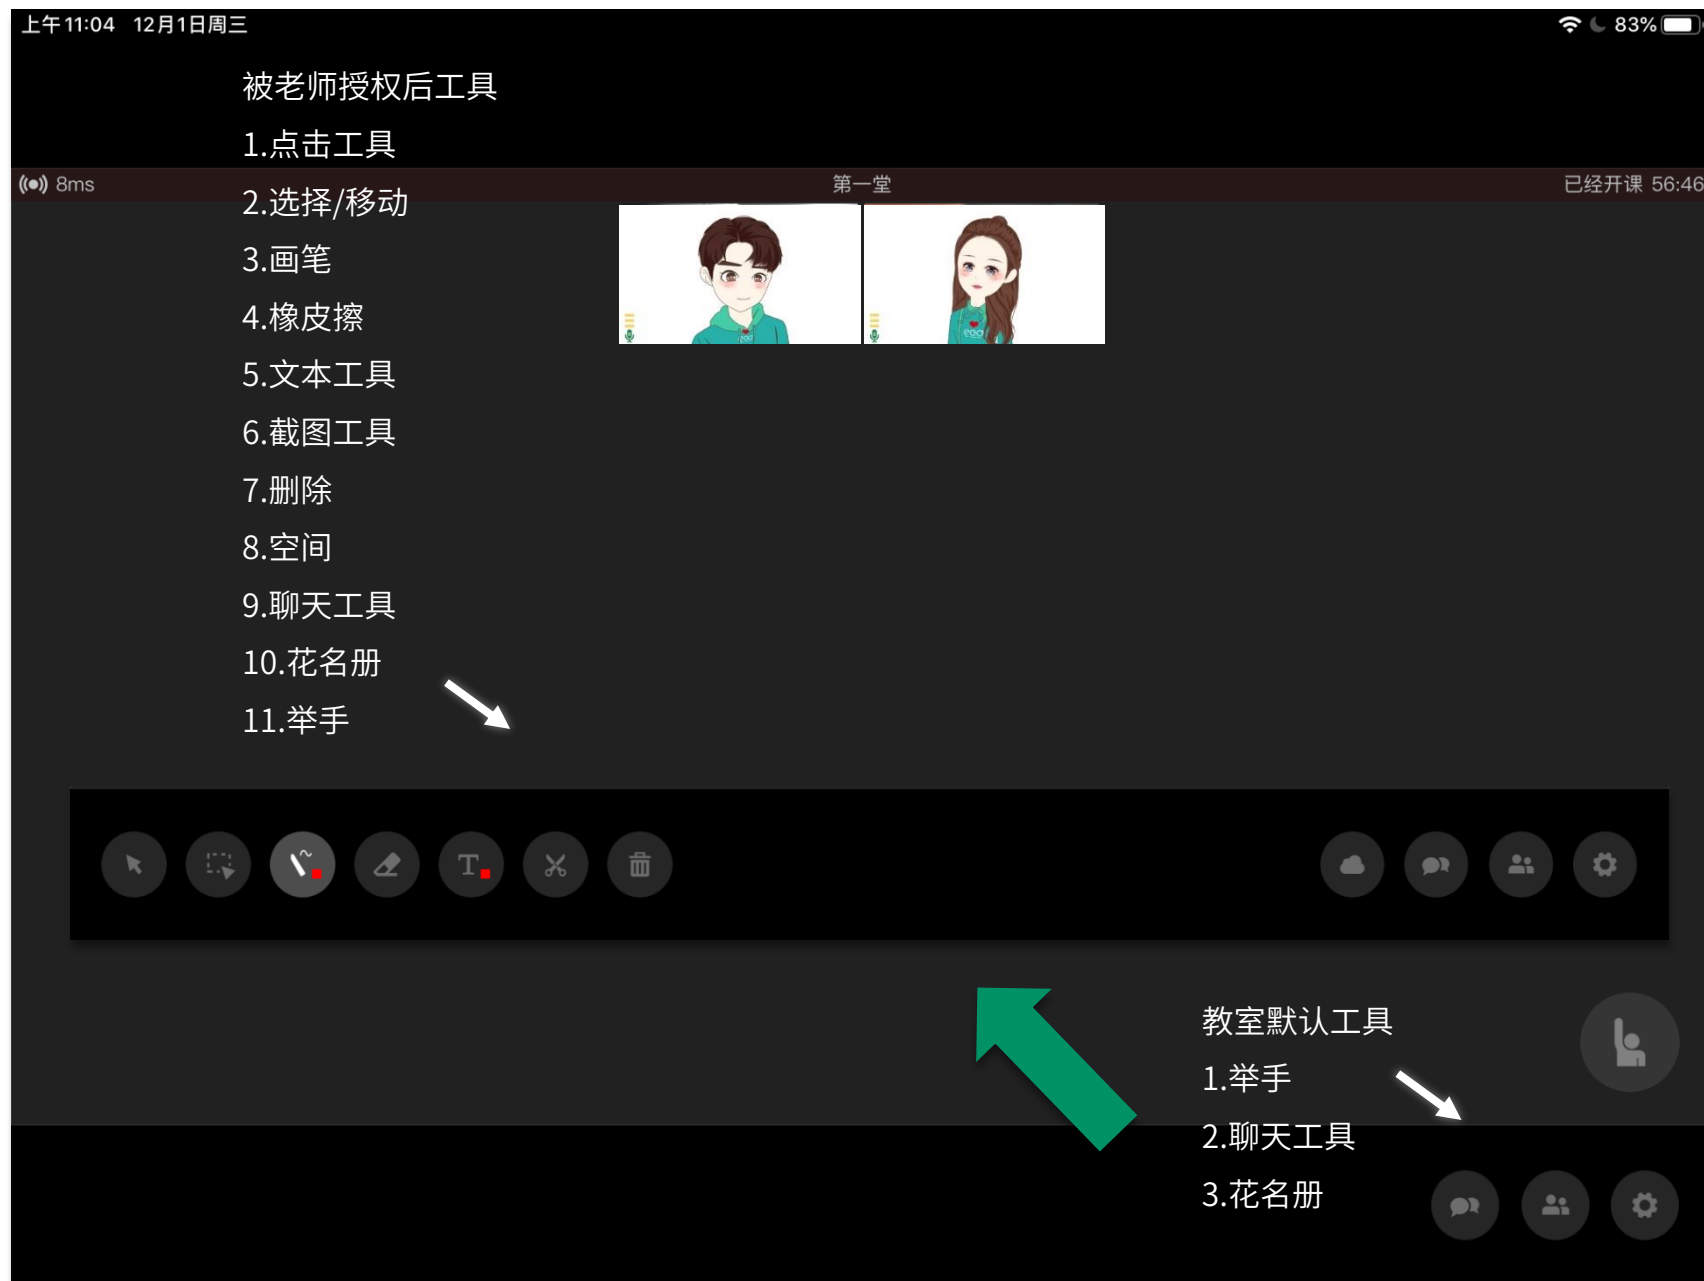 上午11:04 12月1日周三
83%
被老师授权后工具
1.点击工具
8ms
第一堂
已经开课 56:46
2.选择/移动
3.画笔
4.橡皮擦
5.文本工具
6.截图工具
7.删除
8.空间
9.聊天工具
10.花名册
11.举手
T
教室默认工具
1.举手
2.聊天工具
3.花名册